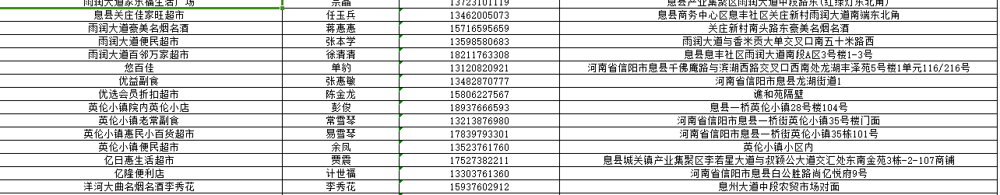 雨润大道家乐福生活广场 宗晶 13723101119 息县产业集聚区雨润大道中段路东(红绿灯东北角)
息县关庄佳家旺超市 任玉兵 13462005073 息县商务中心区息丰社区关庄新村雨润大道南端东北角
雨润大道豪美名烟名酒 蒋惠惠 15716595659 关庄新村南头路东豪美名烟名酒
雨润大道便民超市 张本学 13598580683 雨润大道与香米贡大单交叉口南五十米路西
雨润大道百邻万家超市 徐清清 18211763308 息县息丰社区雨润大道南段A区3号楼1-3号
悠百佳 单豹 13120820921 河南省信阳市息县千佛庵路与滨湖西路交叉口西南处龙湖丰泽苑5号楼1单元116/216号
优益副食 张惠敏 13482870777 河南省信阳市息县龙湖街道1
优选会员折扣超市 陈金龙 15806227567 谯和苑隔壁
英伦小镇院内英伦小店 彭俊 18937666593 息县一桥英伦小镇28号楼104号
英伦小镇老常副食 常雪琴 13213876980 河南省信阳市息县一桥街英伦小镇35号楼门面
英伦小镇惠民小百货超市 易雪琴 17839793301 河南省信阳市息县一桥街英伦小镇35栋101号
英伦小镇便民超市 余凤 13523761760 英伦小镇小区内
亿日惠生活超市 贾震 17527382211 息县城关镇产业集聚区李若星大道与叔颖公大道交汇处东南金苑3栋-2-107商铺
亿隆便利店 计世福 13303761360 河南省信阳市息县白公胜路尚亿悦府9号
洋河大曲名烟名酒李秀花 李秀花 15937602912 息州大道中段农贸市场对面